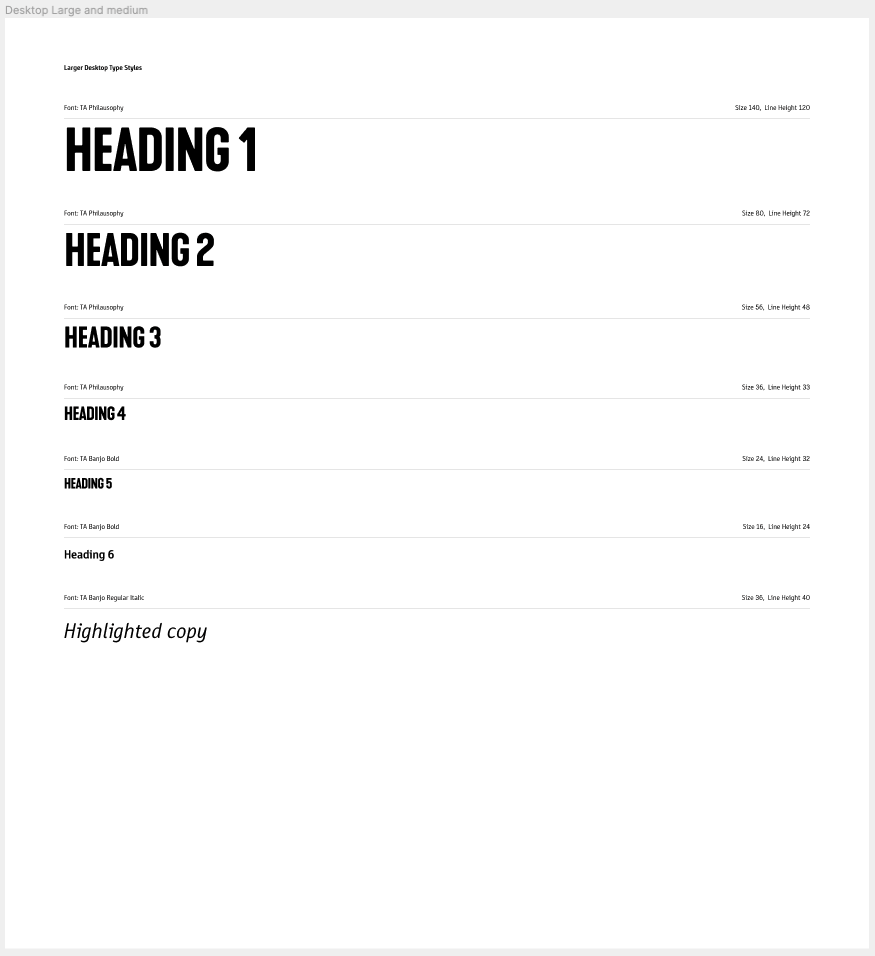 Desktop Large and medium
Larger Desktop Type Styles
Font: TA Philausophy Size 140, Line Height 120
HEADING 1
Font: TA Philausophy Size 80, Line Height 72
HEADING 2
Font: TA Philausophy Size 56, Line Height 48
HEADING 3
Font: TA Philausophy Size 36, Line Height 33
HEADING 4
Font: TA Banjo Bold Size 24, Line Height 32
HEADING 5
Font: TA Banjo Bold Size 16, Line Height 24
Heading 6
Font: TA Banjo Regular Italic Size 36, Line Height 40
Highlighted copy